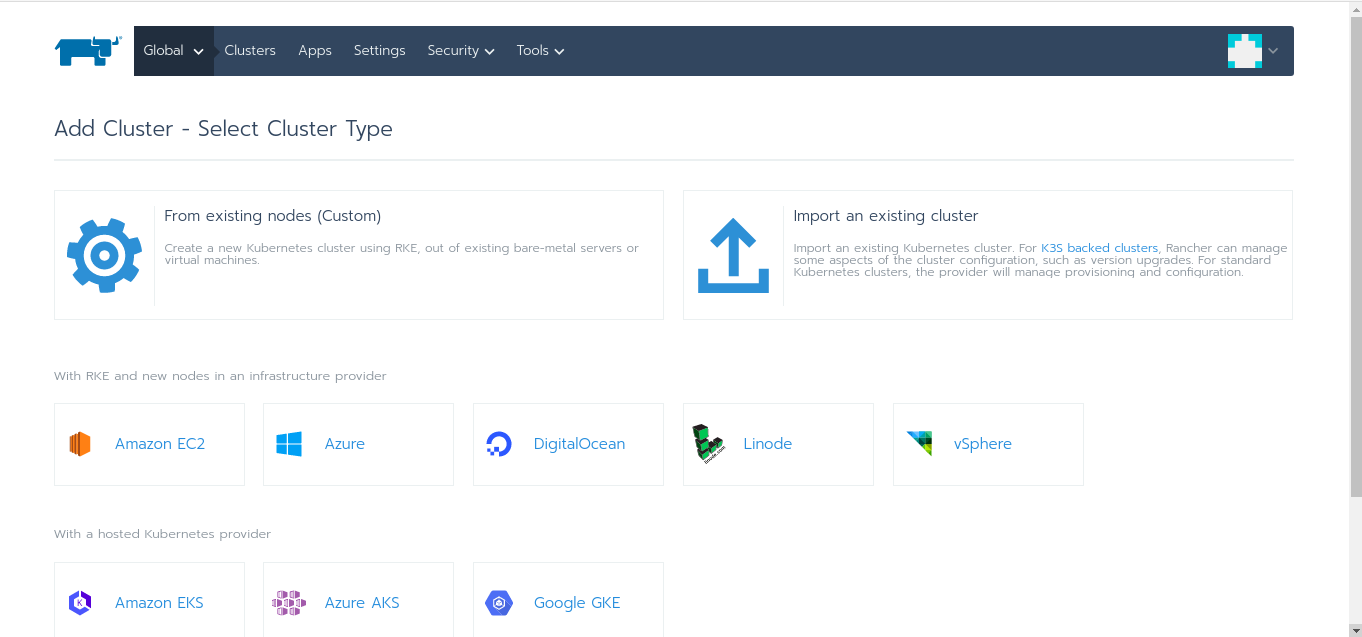 Global Clusters Apps Settings Security Tools
Add Cluster - Select Cluster Type
From existing nodes (Custom)
Create a new Kubernetes cluster using RKE, out of existing bare-metal servers or
virtual machines.
Import an existing cluster
Import an existing Kubernetes cluster. For K3S backed clusters, Rancher can manage
some aspects of the cluster configuration, such as version upgrades. For standard
Kubernetes clusters, the provider will manage provisioning and configuration.
With RKE and new nodes in an infrastructure provider
Amazon EC2 Azure DigitalOcean Linode vSphere
linode.com
With a hosted Kubernetes provider
K
Amazon EKS Azure AKS Google GKE